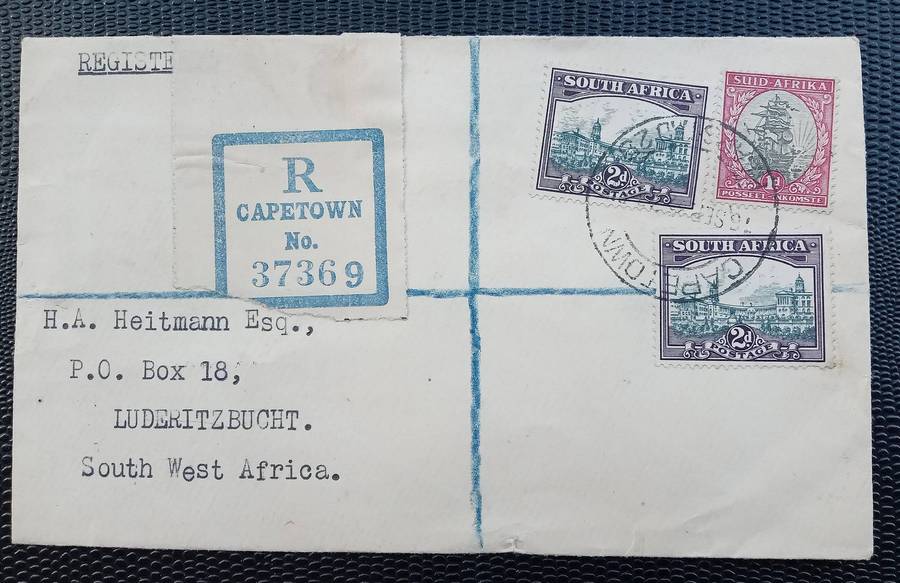 REGISTE
R
CAPETOWN
No.
37369
H.A. Heitmann Esq.,
P.O. Box 18,
LUDERITZBUCHT.
South West Africa.
SOUTH AFRICA
2d
POSTAGE
SUID-AFRIKA
1D
POSSEEL-INKOMSTE
SOUTH AFRICA
2d
POSTAGE
CAPETOWN